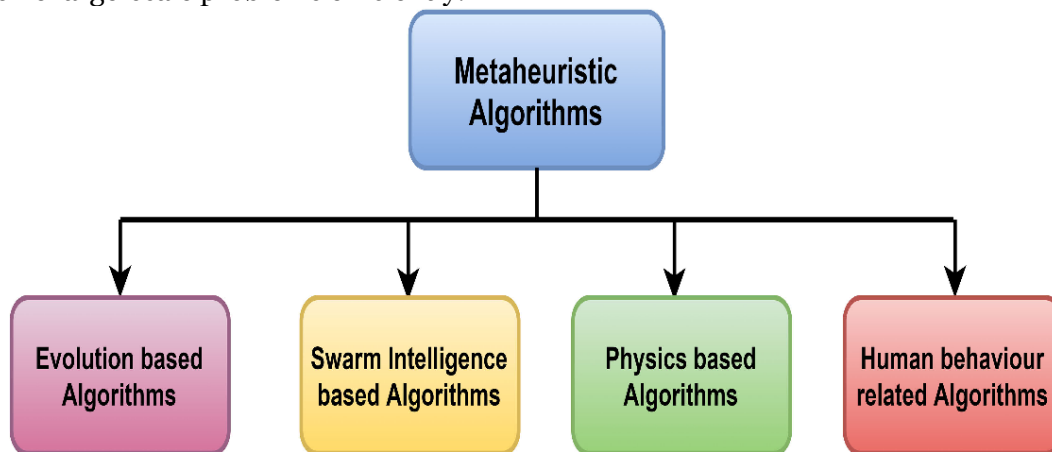 Metaheuristic
Algorithms
Evolution based
Algorithms
Swarm Intelligence
based Algorithms
Physics based
Algorithms
Human behaviour
related Algorithms